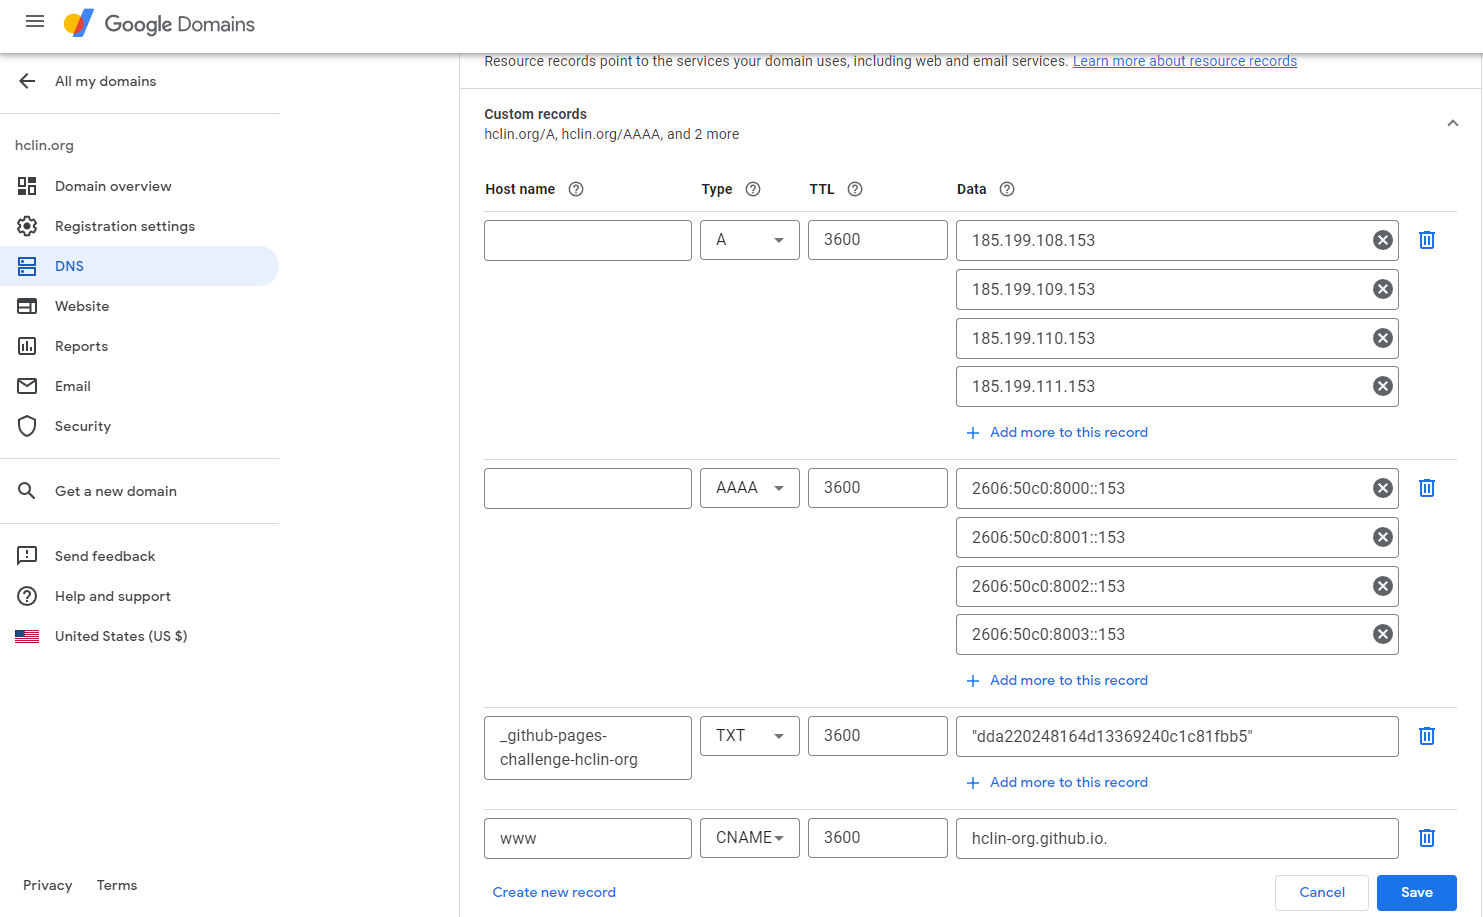 Google Domains
Resource records point to the services your domain uses, including web and email services. Learn more about resource records
All my domains
hclin.org
Domain overview
Registration settings
DNS
Website
Reports
Email
Security
Get a new domain
Send feedback
Help and support
United States (US $)
Privacy Terms
Custom records
hclin.org/A, hclin.org/AAAA, and 2 more
Host name Type TTL Data
A 3600 185.199.108.153
185.199.109.153
185.199.110.153
185.199.111.153
Add more to this record
AAAA 3600 2606:50c0:8000::153
2606:50c0:8001::153
2606:50c0:8002::153
2606:50c0:8003::153
Add more to this record
_github-pages-
challenge-hclin-org
TXT 3600 "dda220248164d13369240c1c81fbb5"
Add more to this record
www CNAME 3600 hclin-org.github.io.
Create new record Cancel Save